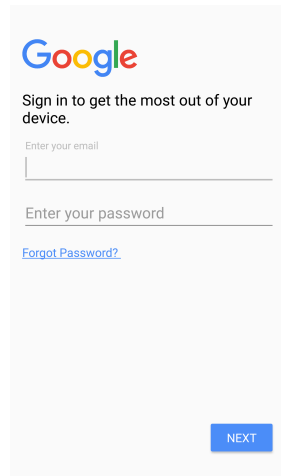 Google
Sign in to get the most out of your
device.
Enter your email
Enter your password
Forgot Password?
NEXT